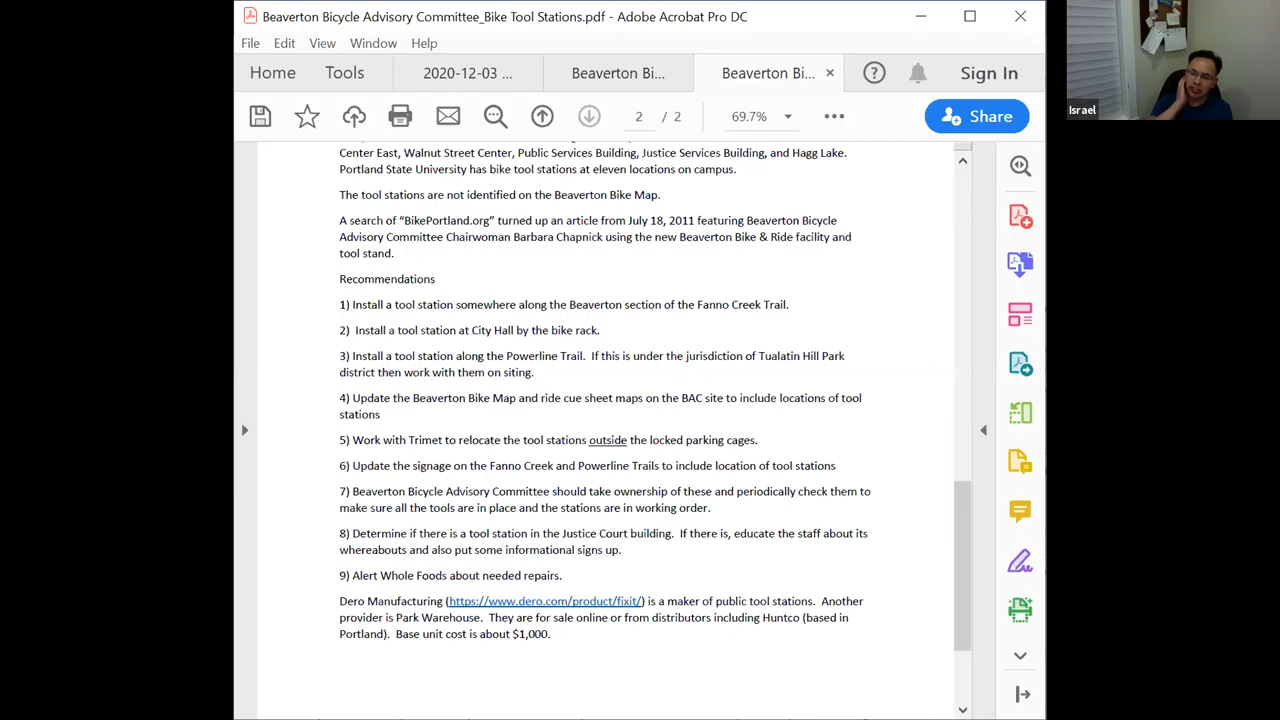 Beaverton Bicycle Advisory Committee_Bike Tool Stations.pdf - Adobe Acrobat Pro DC
File Edit View Window Help
Home Tools 2020-12-03 ... Beaverton Bi... Beaverton Bi... × ? Sign In
2 / 2 69.7% Share
Center East, Walnut Street Center, Public Services Building, Justice Services Building, and Hagg Lake.
Portland State University has bike tool stations at eleven locations on campus.
The tool stations are not identified on the Beaverton Bike Map.
A search of “BikePortland.org” turned up an article from July 18, 2011 featuring Beaverton Bicycle
Advisory Committee Chairwoman Barbara Chapnick using the new Beaverton Bike & Ride facility and
tool stand.
Recommendations
1) Install a tool station somewhere along the Beaverton section of the Fanno Creek Trail.
2) Install a tool station at City Hall by the bike rack.
3) Install a tool station along the Powerline Trail. If this is under the jurisdiction of Tualatin Hill Park
district then work with them on siting.
4) Update the Beaverton Bike Map and ride cue sheet maps on the BAC site to include locations of tool
stations
5) Work with Trimet to relocate the tool stations outside the locked parking cages.
6) Update the signage on the Fanno Creek and Powerline Trails to include location of tool stations
7) Beaverton Bicycle Advisory Committee should take ownership of these and periodically check them to
make sure all the tools are in place and the stations are in working order.
8) Determine if there is a tool station in the Justice Court building. If there is, educate the staff about its
whereabouts and also put some informational signs up.
9) Alert Whole Foods about needed repairs.
Dero Manufacturing (https://www.dero.com/product/fixit/) is a maker of public tool stations. Another
provider is Park Warehouse. They are for sale online or from distributors including Huntco (based in
Portland). Base unit cost is about $1,000.
Israel